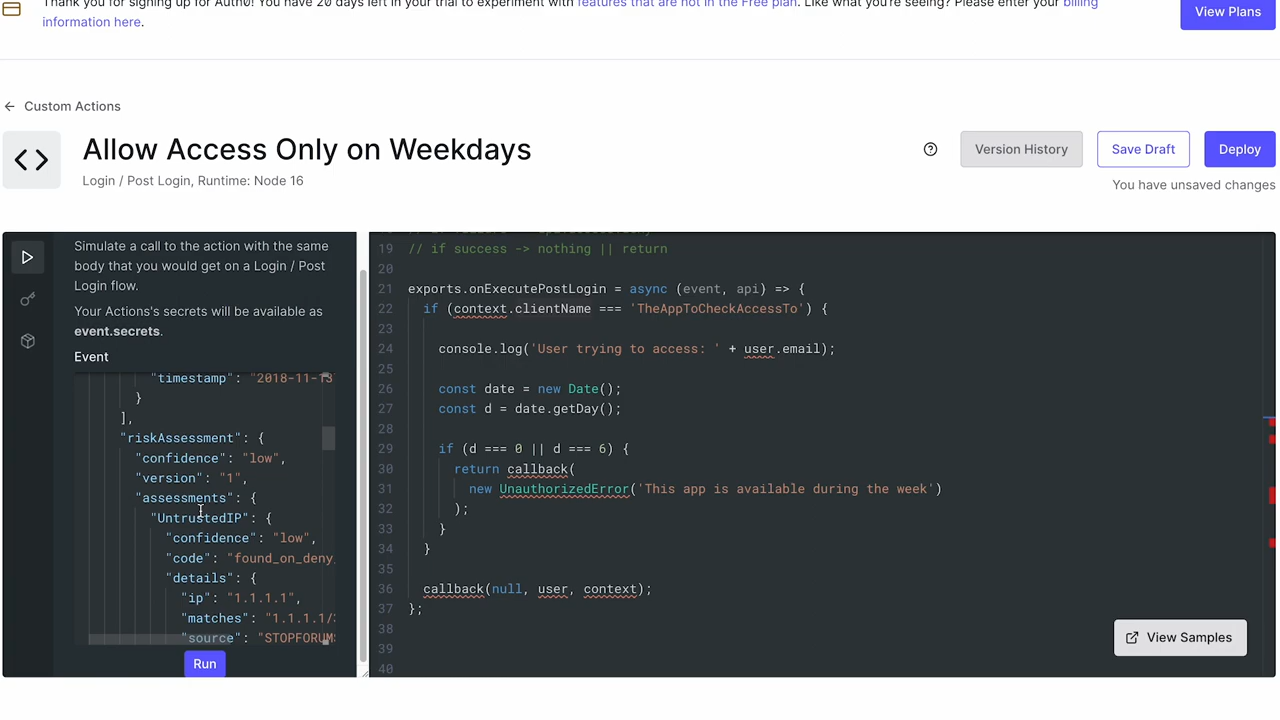 Thank you for signing up for Auth0! You have 20 days left in your trial to experiment with features that are not in the Free plan. Like what you're seeing? Please enter your billing
information here.
View Plans
Custom Actions
Allow Access Only on Weekdays
Login / Post Login, Runtime: Node 16
Version History
Save Draft
Deploy
You have unsaved changes
Simulate a call to the action with the same
body that you would get on a Login / Post
Login flow.
Your Actions's secrets will be available as
event.secrets.
Event
"timestamp": "2018-11-13
}
],
"riskAssessment": {
"confidence": "low",
"version": "1",
"assessments": {
"UntrustedIP": {
"confidence": "low",
"code": "found_on_deny
"details": {
"ip": "1.1.1.1",
"matches": "1.1.1.1/
"source": "STOPFORUM
Run
19 // if success -> nothing || return
20
21 exports.onExecutePostLogin = async (event, api) => {
22 if (context.clientName === 'TheAppToCheckAccessTo') {
23
24 console.log('User trying to access: ' + user.email);
25
26 const date = new Date();
27 const d = date.getDay();
28
29 if (d === 0 || d === 6) {
30 return callback(
31 new UnauthorizedError('This app is available during the week')
32 );
33 }
34 }
35
36 callback(null, user, context);
37 };
38
39
40
View Samples